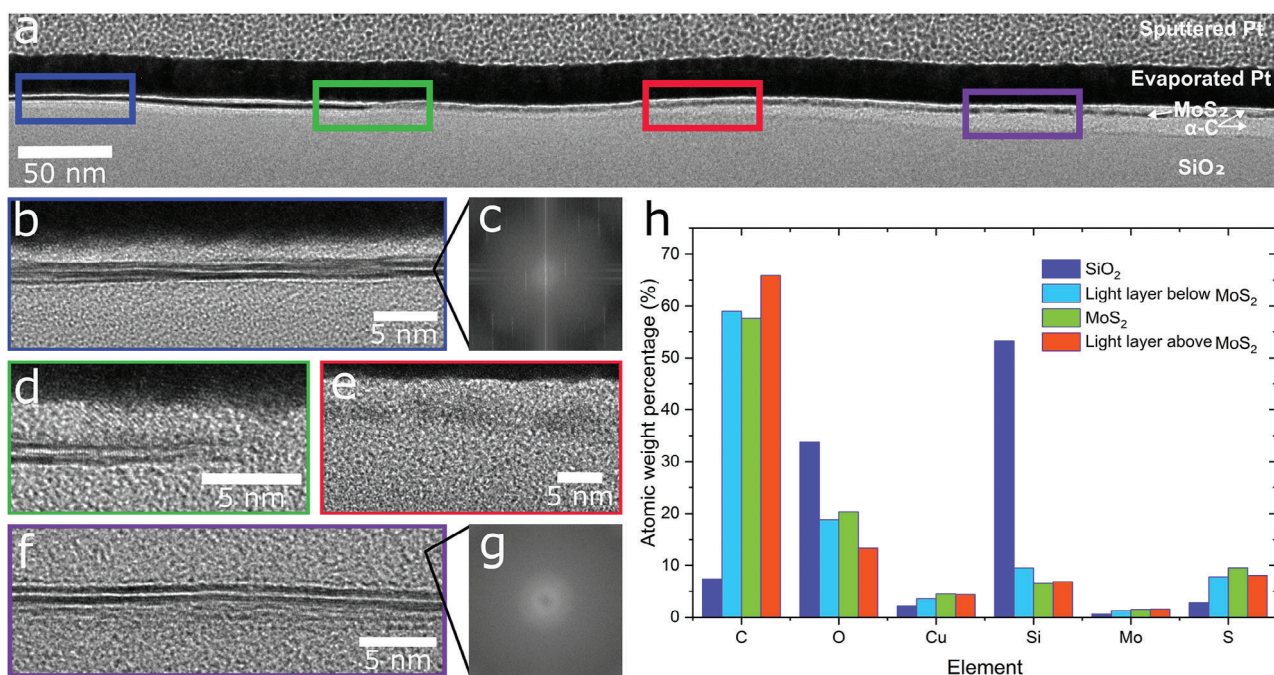 a
Sputtered Pt
Evaporated Pt
MoS₂
α-C
SiO₂
50 nm
b
5 nm
c
d
5 nm
e
5 nm
f
5 nm
g
h
SiO₂
Light layer below MoS₂
MoS₂
Light layer above MoS₂
Atomic weight percentage (%)
70
60
50
40
30
20
10
0
C O Cu Si Mo S
Element